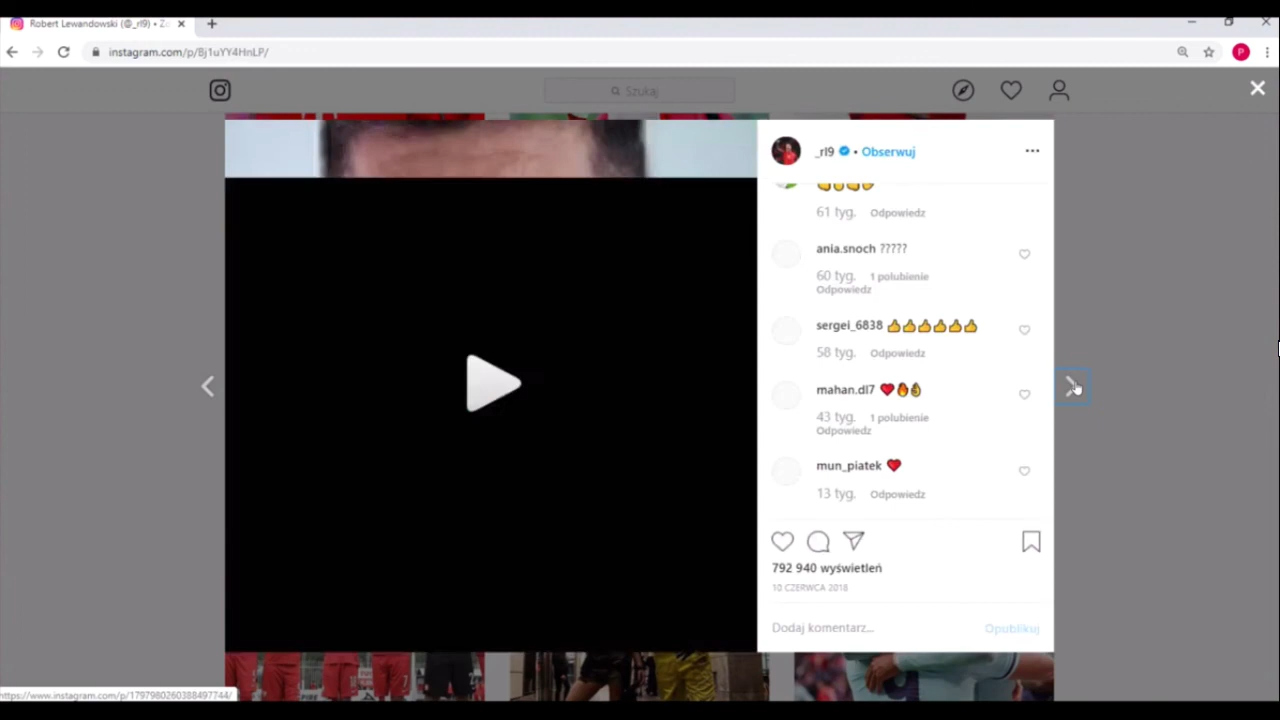 Robert Lewandowski (@_rl9) • Z
instagram.com/p/Bj1uYY4HnLP/
P
Szukaj
_rl9 • Obserwuj
61 tyg. Odpowiedz
ania.snoch ?????
60 tyg. 1 polubienie
Odpowiedz
sergei_6838 👍👍👍👍👍👍
58 tyg. Odpowiedz
mahan.dl7 ❤️🔥👌
43 tyg. 1 polubienie
Odpowiedz
mun_piatek ❤️
13 tyg. Odpowiedz
792 940 wyświetleń
10 CZERWCA 2018
Dodaj komentarz... Opublikuj
https://www.instagram.com/p/1797980260388497744/